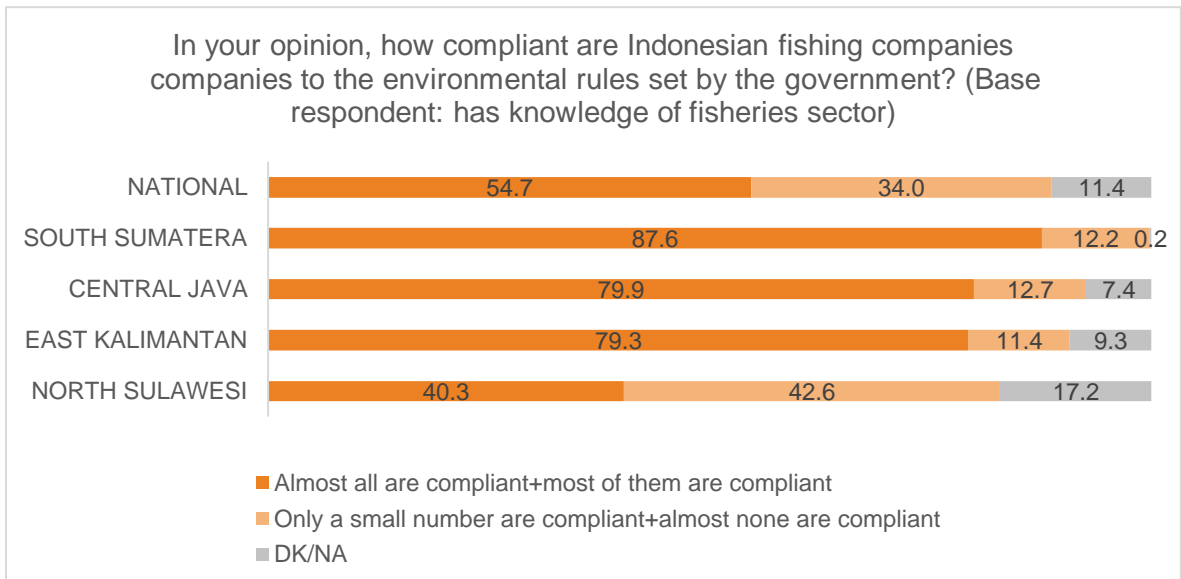 In your opinion, how compliant are Indonesian fishing companies
companies to the environmental rules set by the government? (Base
respondent: has knowledge of fisheries sector)
NATIONAL 54.7 34.0 11.4
SOUTH SUMATERA 87.6 12.2 0.2
CENTRAL JAVA 79.9 12.7 7.4
EAST KALIMANTAN 79.3 11.4 9.3
NORTH SULAWESI 40.3 42.6 17.2
Almost all are compliant+most of them are compliant
Only a small number are compliant+almost none are compliant
DK/NA